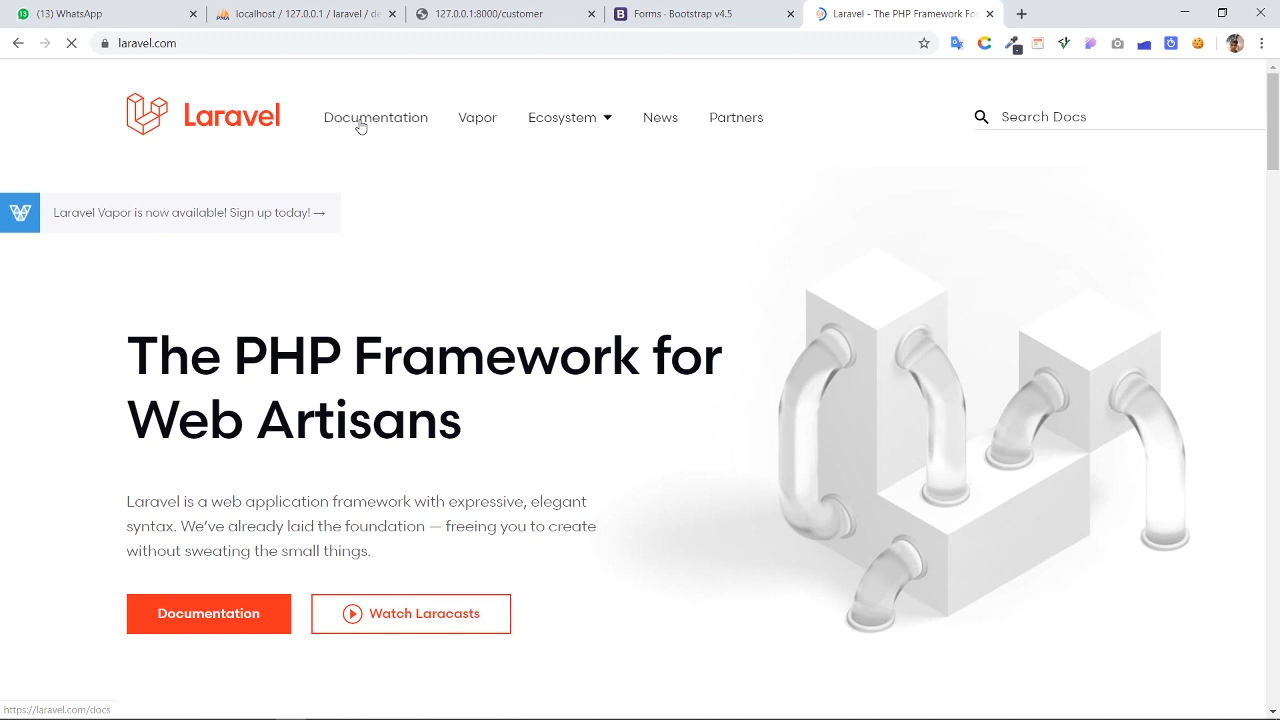 (13) WhatsApp
localhost / 127.0.0.1 / laravel / de
127.0.0.1:8000/customer
Forms · Bootstrap v4.5
Laravel - The PHP Framework Fo
laravel.com
Laravel
Documentation
Vapor
Ecosystem
News
Partners
Search Docs
Laravel Vapor is now available! Sign up today! →
The PHP Framework for
Web Artisans
Laravel is a web application framework with expressive, elegant
syntax. We’ve already laid the foundation — freeing you to create
without sweating the small things.
Documentation
Watch Laracasts
https://laravel.com/docs